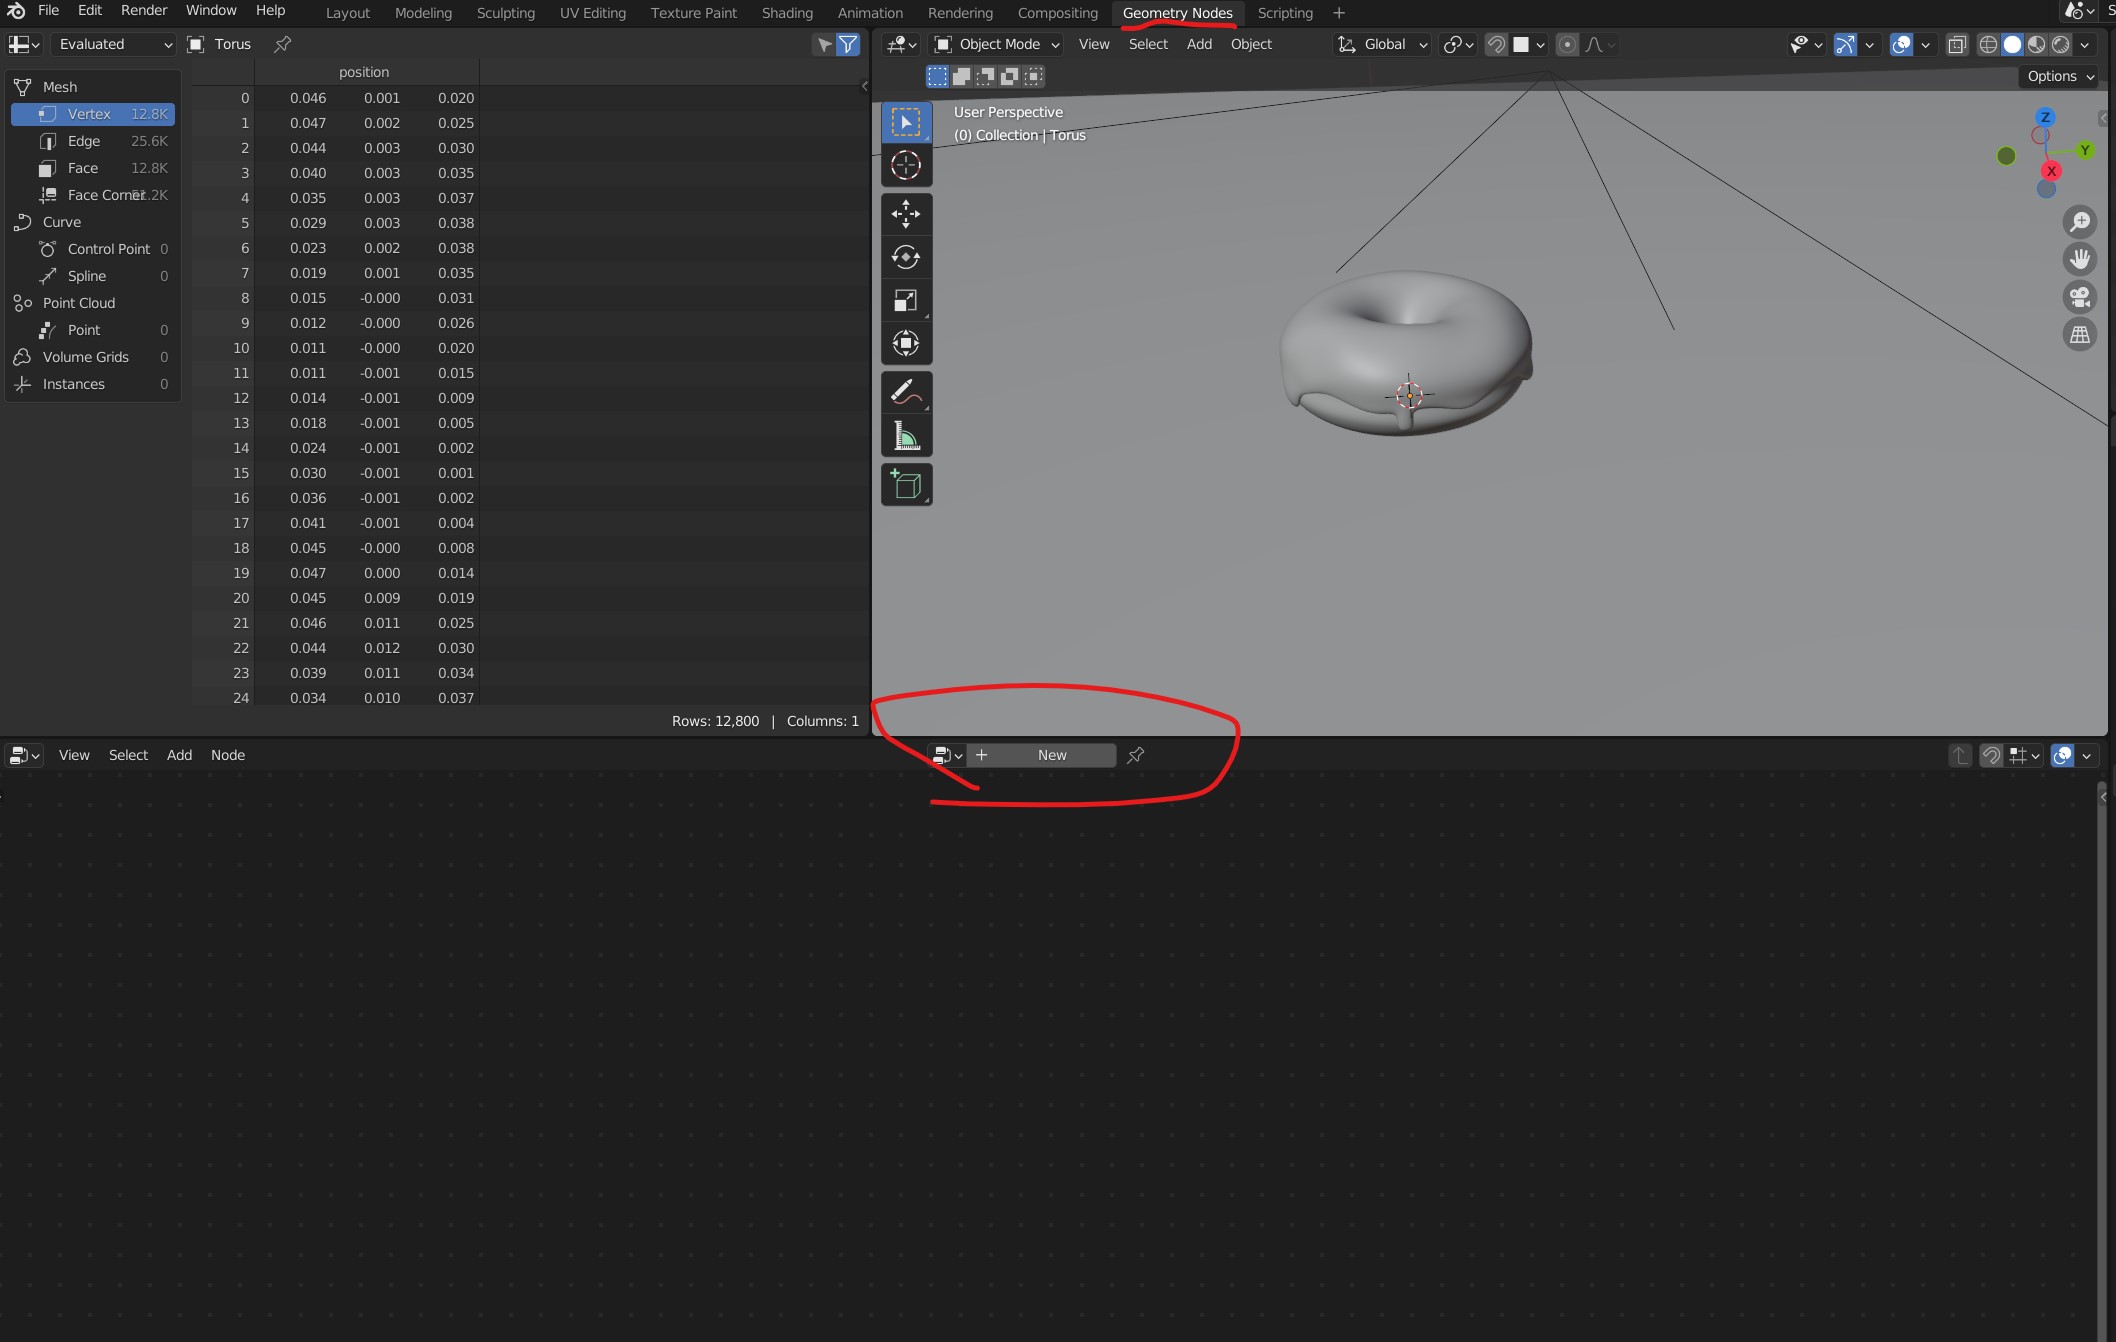 File Edit Render Window Help Layout Modeling Sculpting UV Editing Texture Paint Shading Animation Rendering Compositing Geometry Nodes Scripting +
Evaluated Torus
Object Mode View Select Add Object Global
Options
position
Mesh
Vertex 12.8K
Edge 25.6K
Face 12.8K
Face Corner
Curve
Control Point 0
Spline 0
Point Cloud
Point 0
Volume Grids 0
Instances 0
0 0.046 0.001 0.020
1 0.047 0.002 0.025
2 0.044 0.003 0.030
3 0.040 0.003 0.035
4 0.035 0.003 0.037
5 0.029 0.003 0.038
6 0.023 0.002 0.038
7 0.019 0.001 0.035
8 0.015 -0.000 0.031
9 0.012 -0.000 0.026
10 0.011 -0.000 0.020
11 0.011 -0.001 0.015
12 0.014 -0.001 0.009
13 0.018 -0.001 0.005
14 0.024 -0.001 0.002
15 0.030 -0.001 0.001
16 0.036 -0.001 0.002
17 0.041 -0.001 0.004
18 0.045 -0.000 0.008
19 0.047 0.000 0.014
20 0.045 0.009 0.019
21 0.046 0.011 0.025
22 0.044 0.012 0.030
23 0.039 0.011 0.034
24 0.034 0.010 0.037
Rows: 12,800 | Columns: 1
User Perspective
(0) Collection | Torus
Z
Y
X
View Select Add Node
+ New